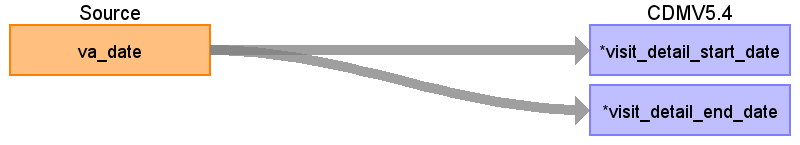 Source
CDMV5.4
va_date
*visit_detail_start_date
*visit_detail_end_date